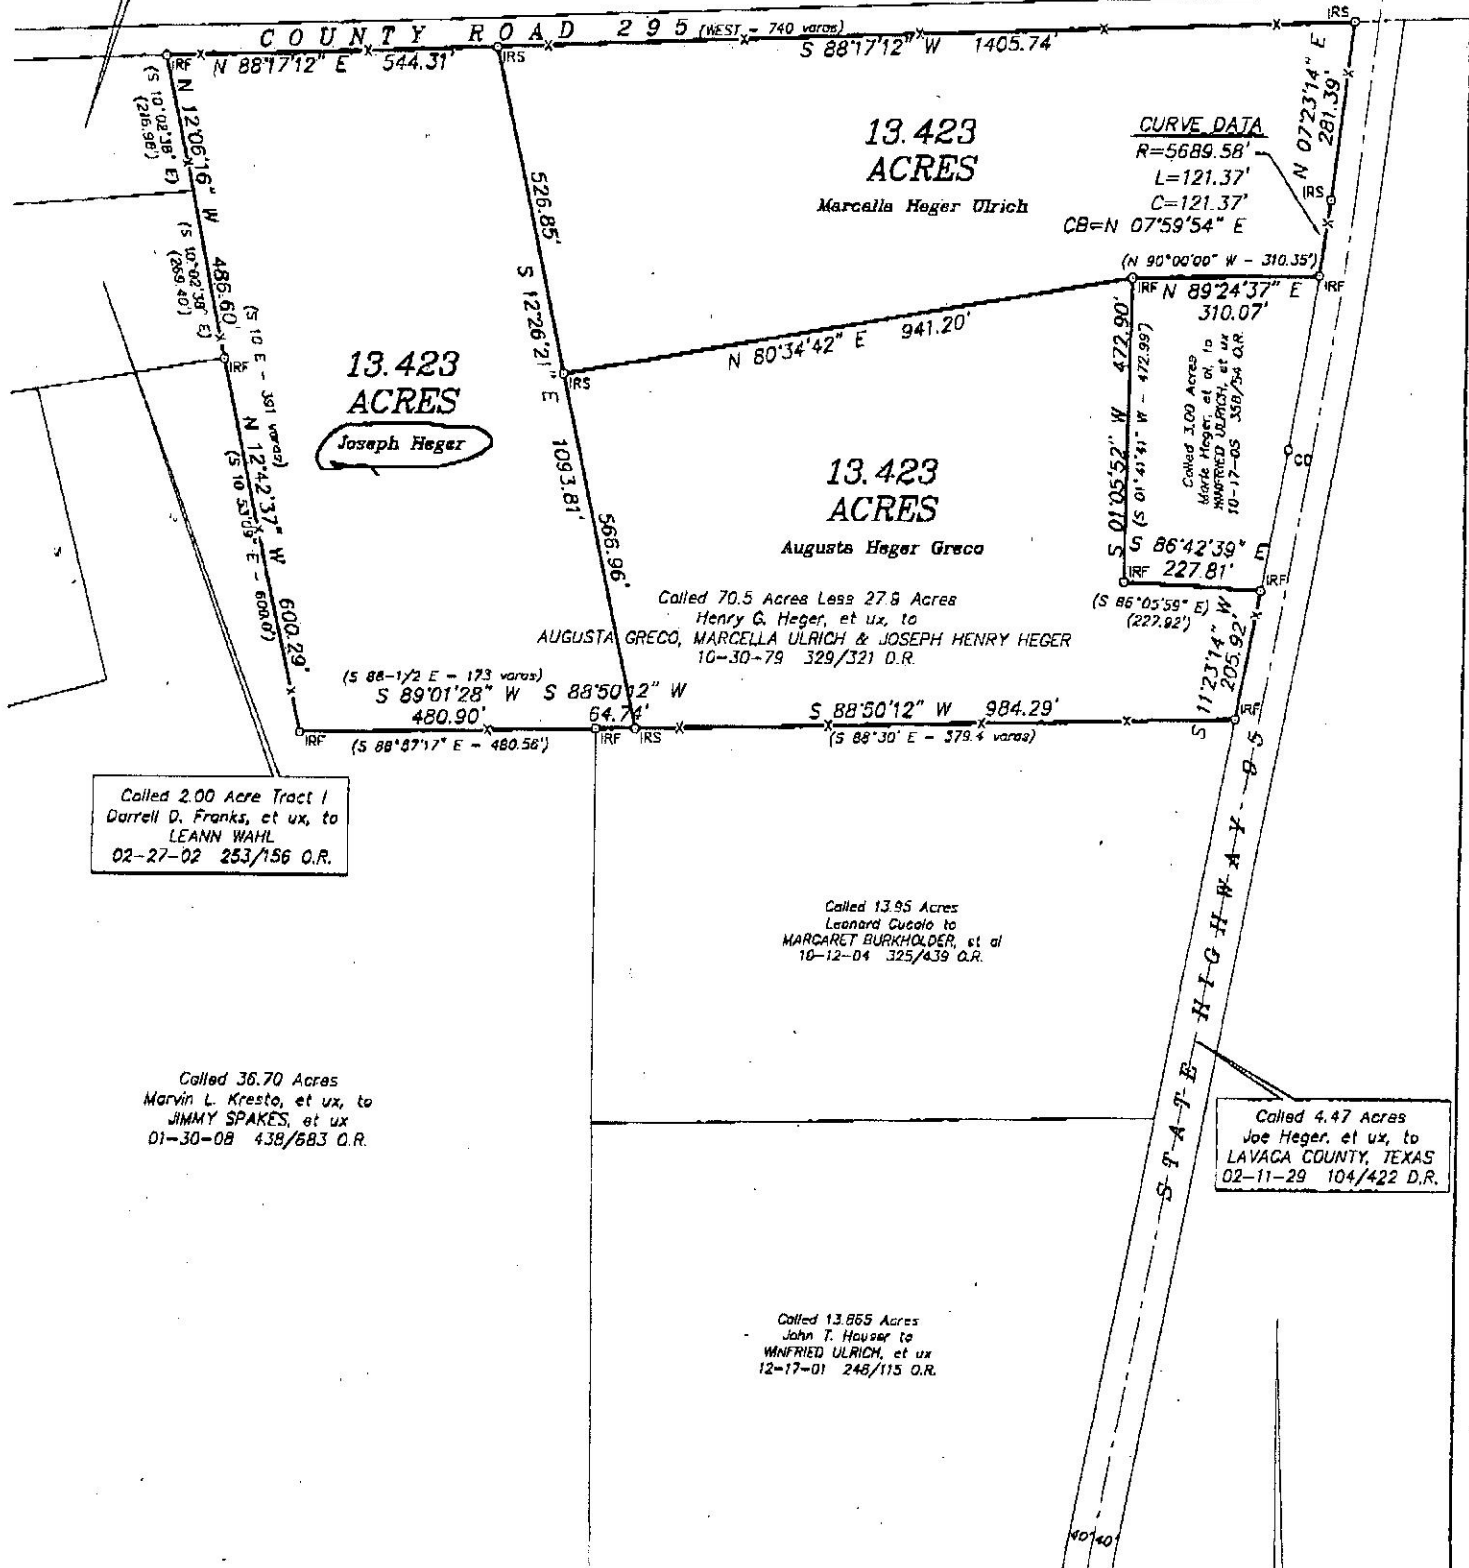 COUNTY ROAD 295 (WEST - 740 varas)
IRS
IRF N 88°17'12" E 544.31'
IRS
S 88°17'12" W 1405.74'
N 12°06'16" W 486.60'
(S 10°02'38" E)
(216.98')
(S 10°02'38" E)
(269.40')
IRF
(S 10 E - 391 varas)
N 12°42'37" W 600.29'
(S 10°53'09" E - 600.0')
526.85'
S 12°26'21" E 1093.81'
566.96'
IRS
13.423
ACRES
Marcella Heger Ulrich
CURVE DATA
R=5689.58'
L=121.37'
C=121.37'
CB=N 07°59'54" E
N 07°23'14" E
281.39'
IRS
(N 90°00'00" W - 310.35')
IRF N 89°24'37" E IRF
310.07'
N 80°34'42" E 941.20'
13.423
ACRES
Joseph Heger
S 01°05'52" W 472.90'
(S 01°41'41" W - 472.99')
Called 3.00 Acres
Marie Heger, et al, to
WINFRIED ULRICH, et ux
10-17-05 358/54 O.R.
CO
13.423
ACRES
Augusta Heger Greco
S 86°42'39" E
IRF 227.81' IRF
(S 86°05'59" E)
(227.92')
S 11°23'14" W
205.92'
Called 70.5 Acres Less 27.9 Acres
Henry G. Heger, et ux, to
AUGUSTA GRECO, MARCELLA ULRICH & JOSEPH HENRY HEGER
10-30-79 329/321 O.R.
(S 88-1/2 E - 173 varas)
S 89°01'28" W S 88°50'12" W
480.90' 64.74'
S 88°50'12" W 984.29'
IRF
IRF (S 88°57'17" E - 480.56') IRF IRS
(S 88°30' E - 379.4 varas)
Called 2.00 Acre Tract I
Darrell D. Franks, et ux, to
LEANN WAHL
02-27-02 253/156 O.R.
STATE HIGHWAY 95
Called 13.95 Acres
Leonard Cucolo to
MARGARET BURKHOLDER, et al
10-12-04 325/439 O.R.
Called 36.70 Acres
Marvin L. Kresta, et ux, to
JIMMY SPAKES, et ux
01-30-08 438/683 O.R.
Called 4.47 Acres
Joe Heger, et ux, to
LAVACA COUNTY, TEXAS
02-11-29 104/422 D.R.
Called 13.865 Acres
John T. Houser to
WINFRIED ULRICH, et ux
12-17-01 248/115 O.R.
40' 40'